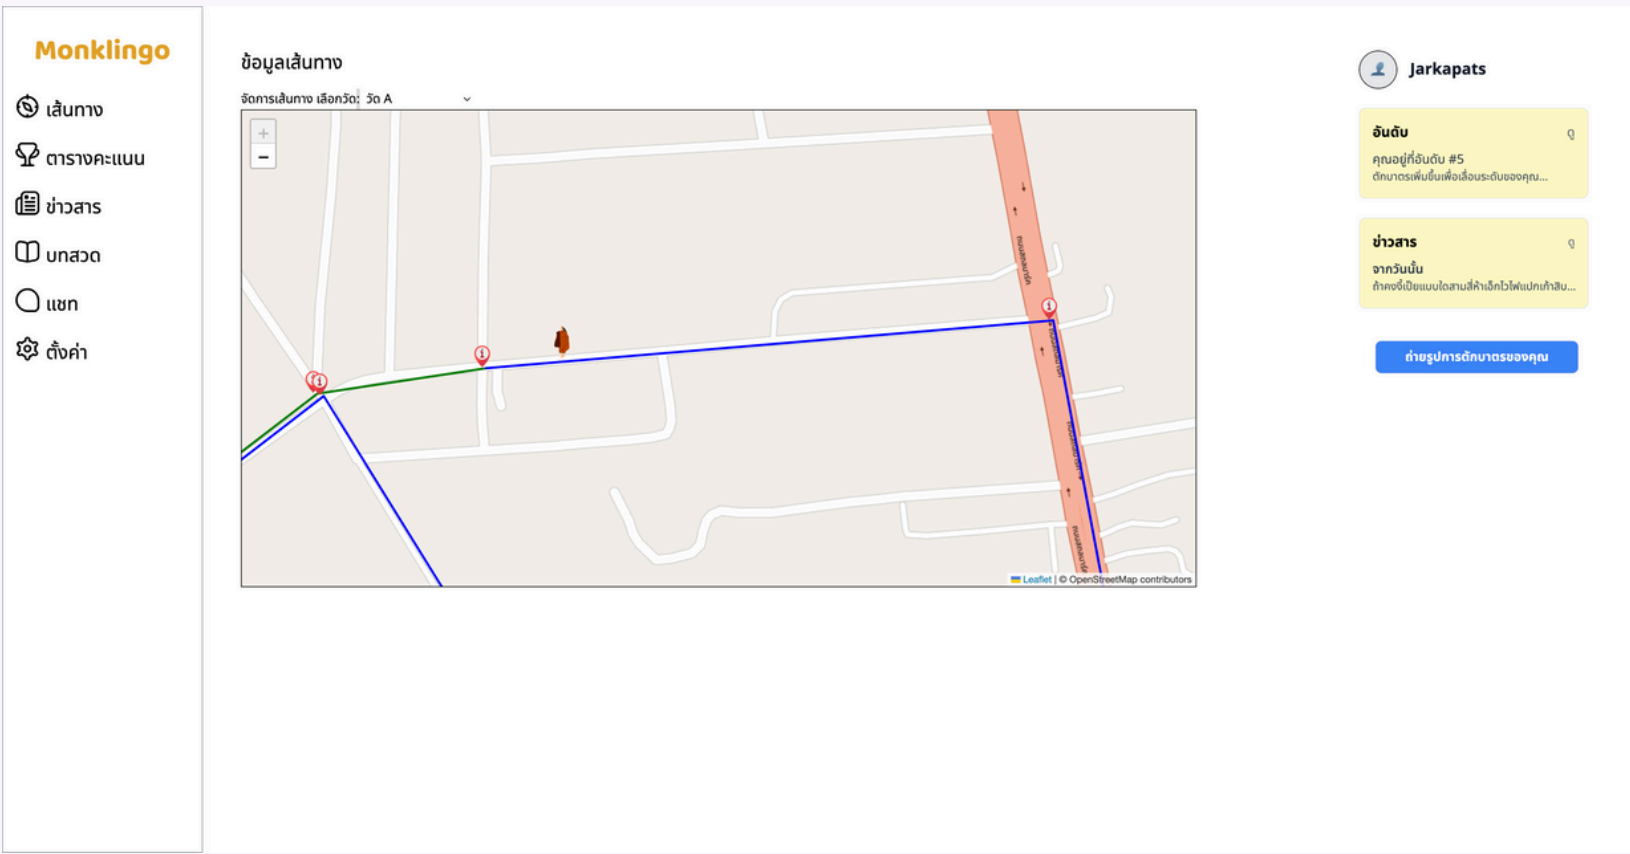 Monklingo
เส้นทาง
ตารางคะแนน
ข่าวสาร
บทสวด
แชท
ตั้งค่า
ข้อมูลเส้นทาง
จัดการเส้นทาง เลือกวัด: วัด A
+
−
Leaflet | © OpenStreetMap contributors
Jarkapats
อันดับ ดู
คุณอยู่ที่อันดับ #5
ตักบาตรเพิ่มขึ้นเพื่อเลื่อนระดับของคุณ...
ข่าวสาร ดู
จากวันนั้น
ถ่ายรูปการตักบาตรของคุณ